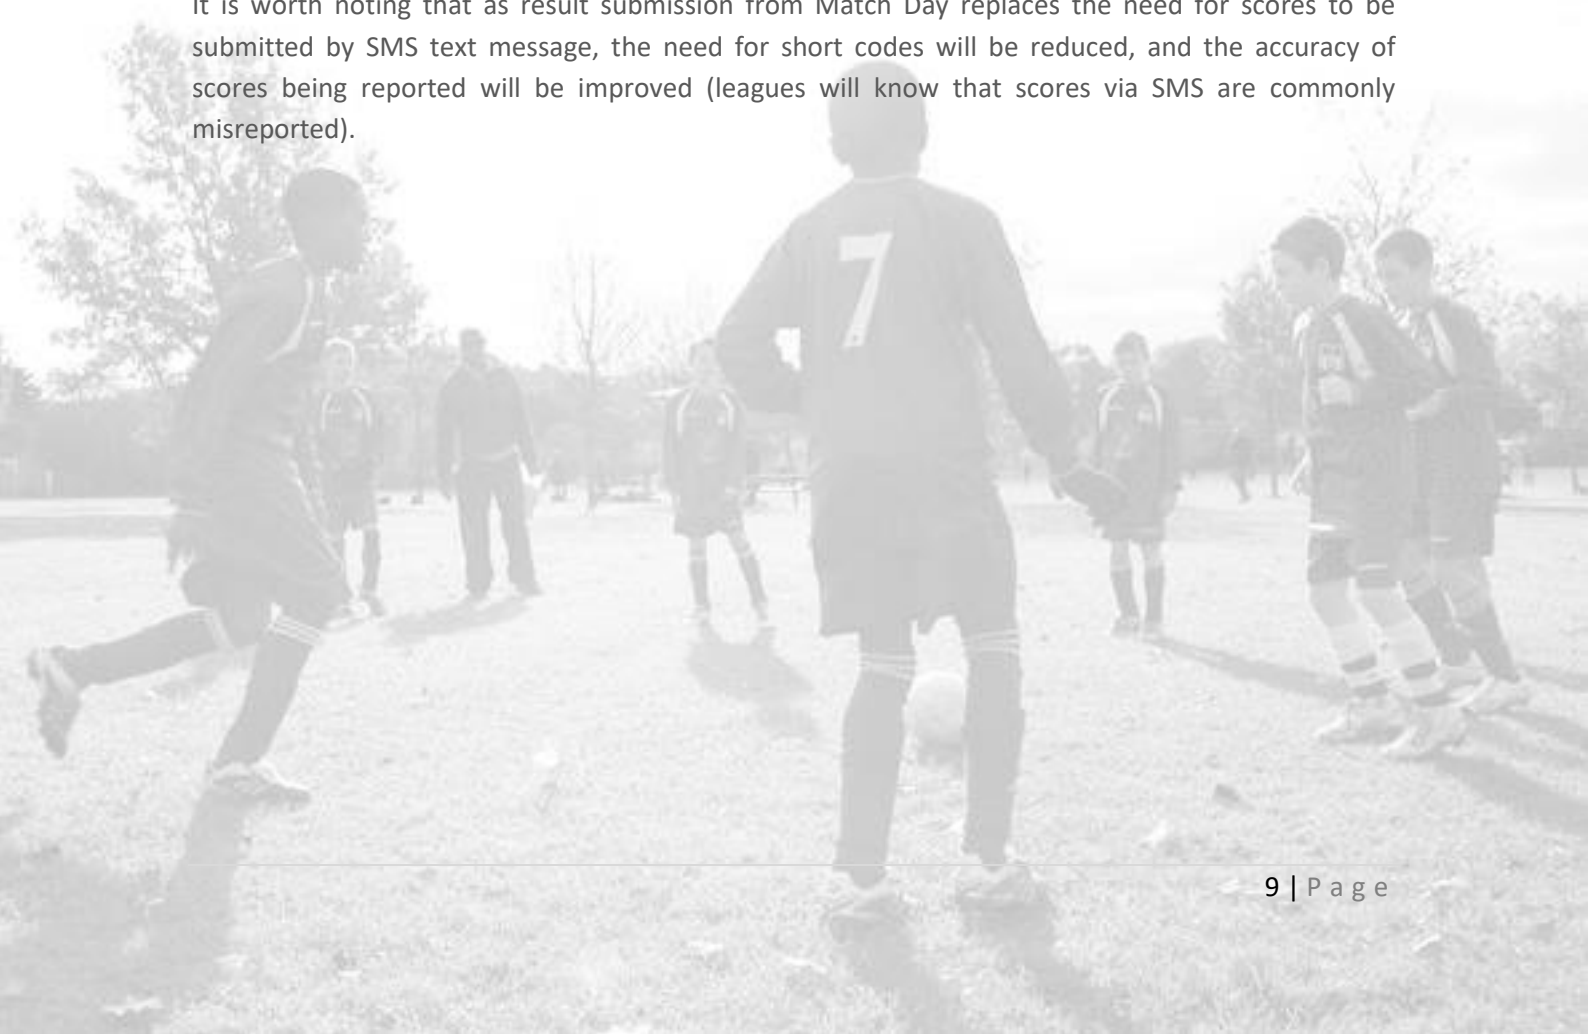 It is worth noting that as result submission from Match Day replaces the need for scores to be
submitted by SMS text message, the need for short codes will be reduced, and the accuracy of
scores being reported will be improved (leagues will know that scores via SMS are commonly
misreported).
7
9 | Page